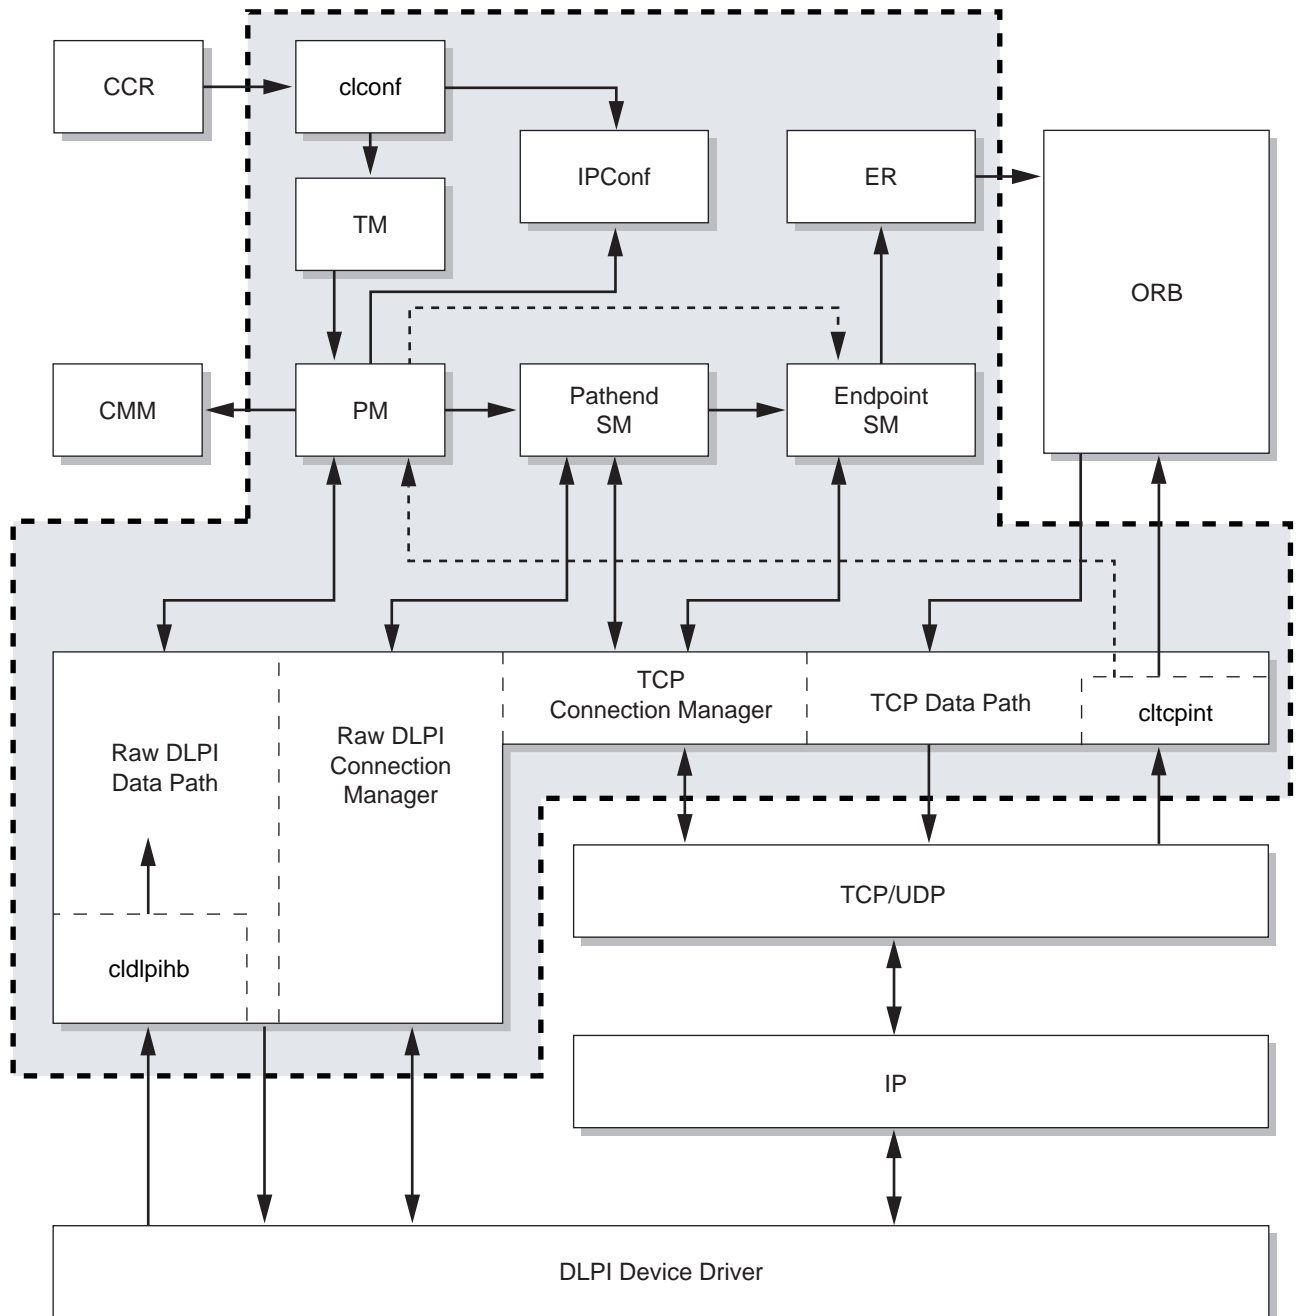 CCR
clconf
IPConf
ER
TM
ORB
CMM
PM
Pathend
SM
Endpoint
SM
Raw DLPI
Data Path
Raw DLPI
Connection
Manager
TCP
Connection Manager
TCP Data Path
cltcpint
cldlpihb
TCP/UDP
IP
DLPI Device Driver